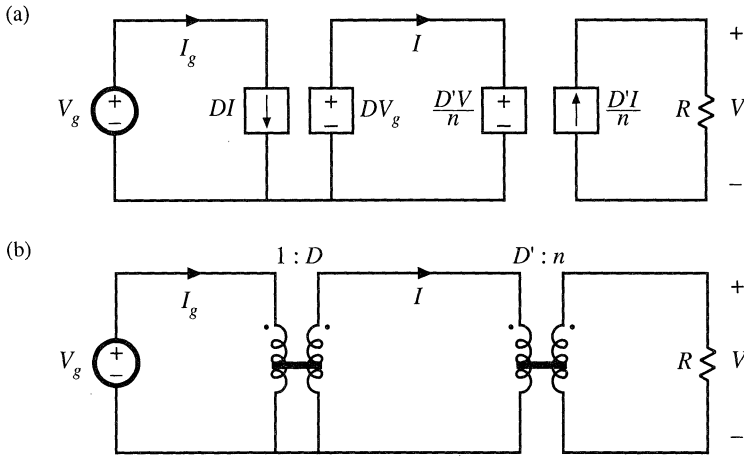 (a)
I_g
I
+
V_g
+
−
DI
+
−
DV_g
D'V
n
+
−
D'I
n
R
V
−
(b)
1 : D
D' : n
I_g
I
+
V_g
+
−
R
V
−